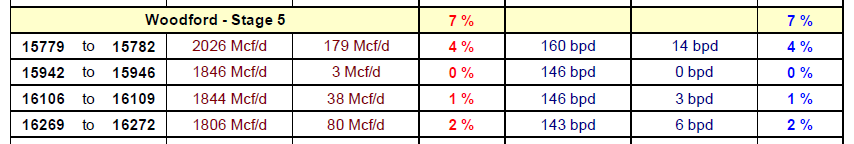 Woodford - Stage 5 7 % 7 %
15779 to 15782 2026 Mcf/d 179 Mcf/d 4 % 160 bpd 14 bpd 4 %
15942 to 15946 1846 Mcf/d 3 Mcf/d 0 % 146 bpd 0 bpd 0 %
16106 to 16109 1844 Mcf/d 38 Mcf/d 1 % 146 bpd 3 bpd 1 %
16269 to 16272 1806 Mcf/d 80 Mcf/d 2 % 143 bpd 6 bpd 2 %